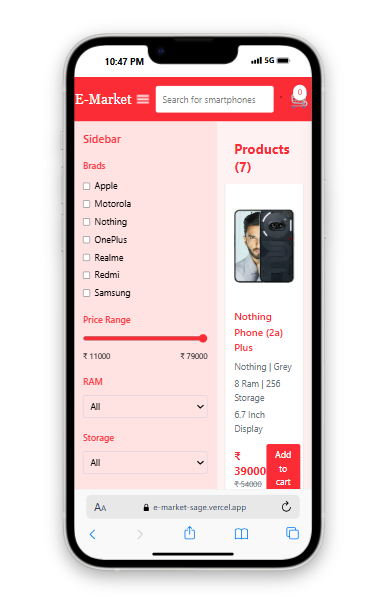 10:47 PM
5G
E-Market
Search for smartphones
0
Sidebar
Brads
Apple
Motorola
Nothing
OnePlus
Realme
Redmi
Samsung
Price Range
₹ 11000
₹ 79000
RAM
All
Storage
All
Products
(7)
Nothing
Phone (2a)
Plus
Nothing | Grey
8 Ram | 256
Storage
6.7 Inch
Display
₹
39000
₹ 54000
Add
to
cart
AA
e-market-sage.vercel.app